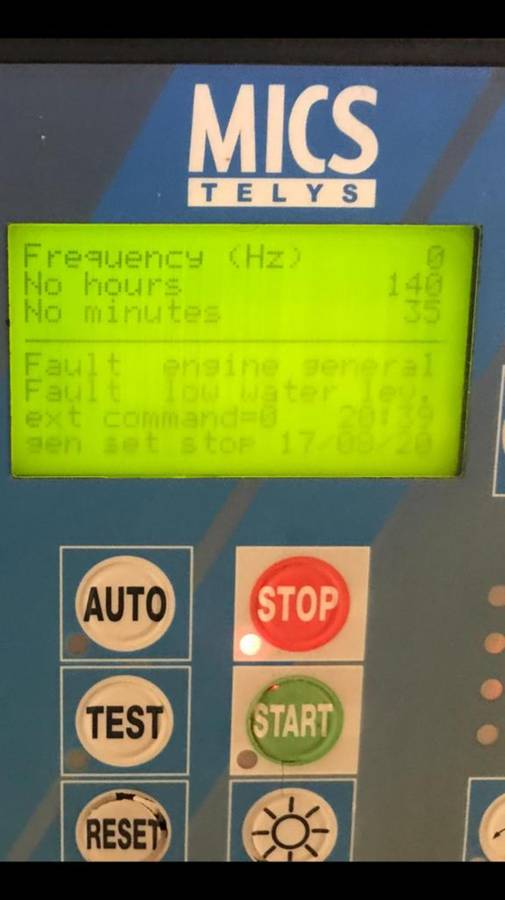 MICS
TELYS
Frequency (Hz) 0
No hours 140
No minutes 35
Fault engine general
Fault low water lev.
ext command=0 20:39
gen set stop 17/09/20
AUTO
STOP
TEST
START
RESET